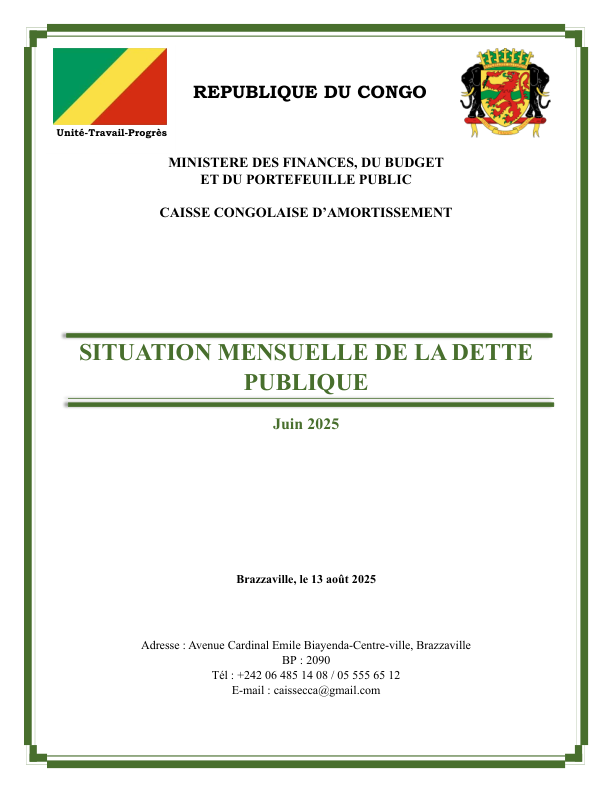 REPUBLIQUE DU CONGO
Unité-Travail-Progrès
MINISTERE DES FINANCES, DU BUDGET
ET DU PORTEFEUILLE PUBLIC
CAISSE CONGOLAISE D’AMORTISSEMENT
SITUATION MENSUELLE DE LA DETTE
PUBLIQUE
Juin 2025
Brazzaville, le 13 août 2025
Adresse : Avenue Cardinal Emile Biayenda-Centre-ville, Brazzaville
BP : 2090
Tél : +242 06 485 14 08 / 05 555 65 12
E-mail : caissecca@gmail.com